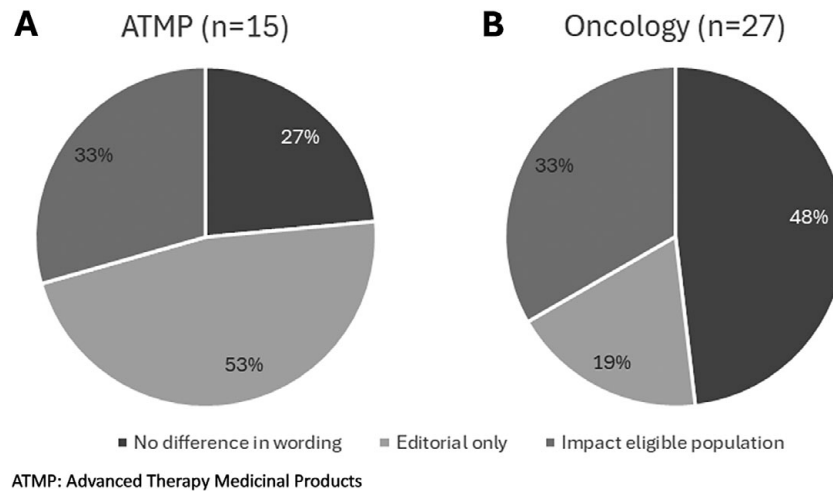 A
ATMP (n=15)
27%
33%
53%
B
Oncology (n=27)
48%
33%
19%
No difference in wording
Editorial only
Impact eligible population
ATMP: Advanced Therapy Medicinal Products